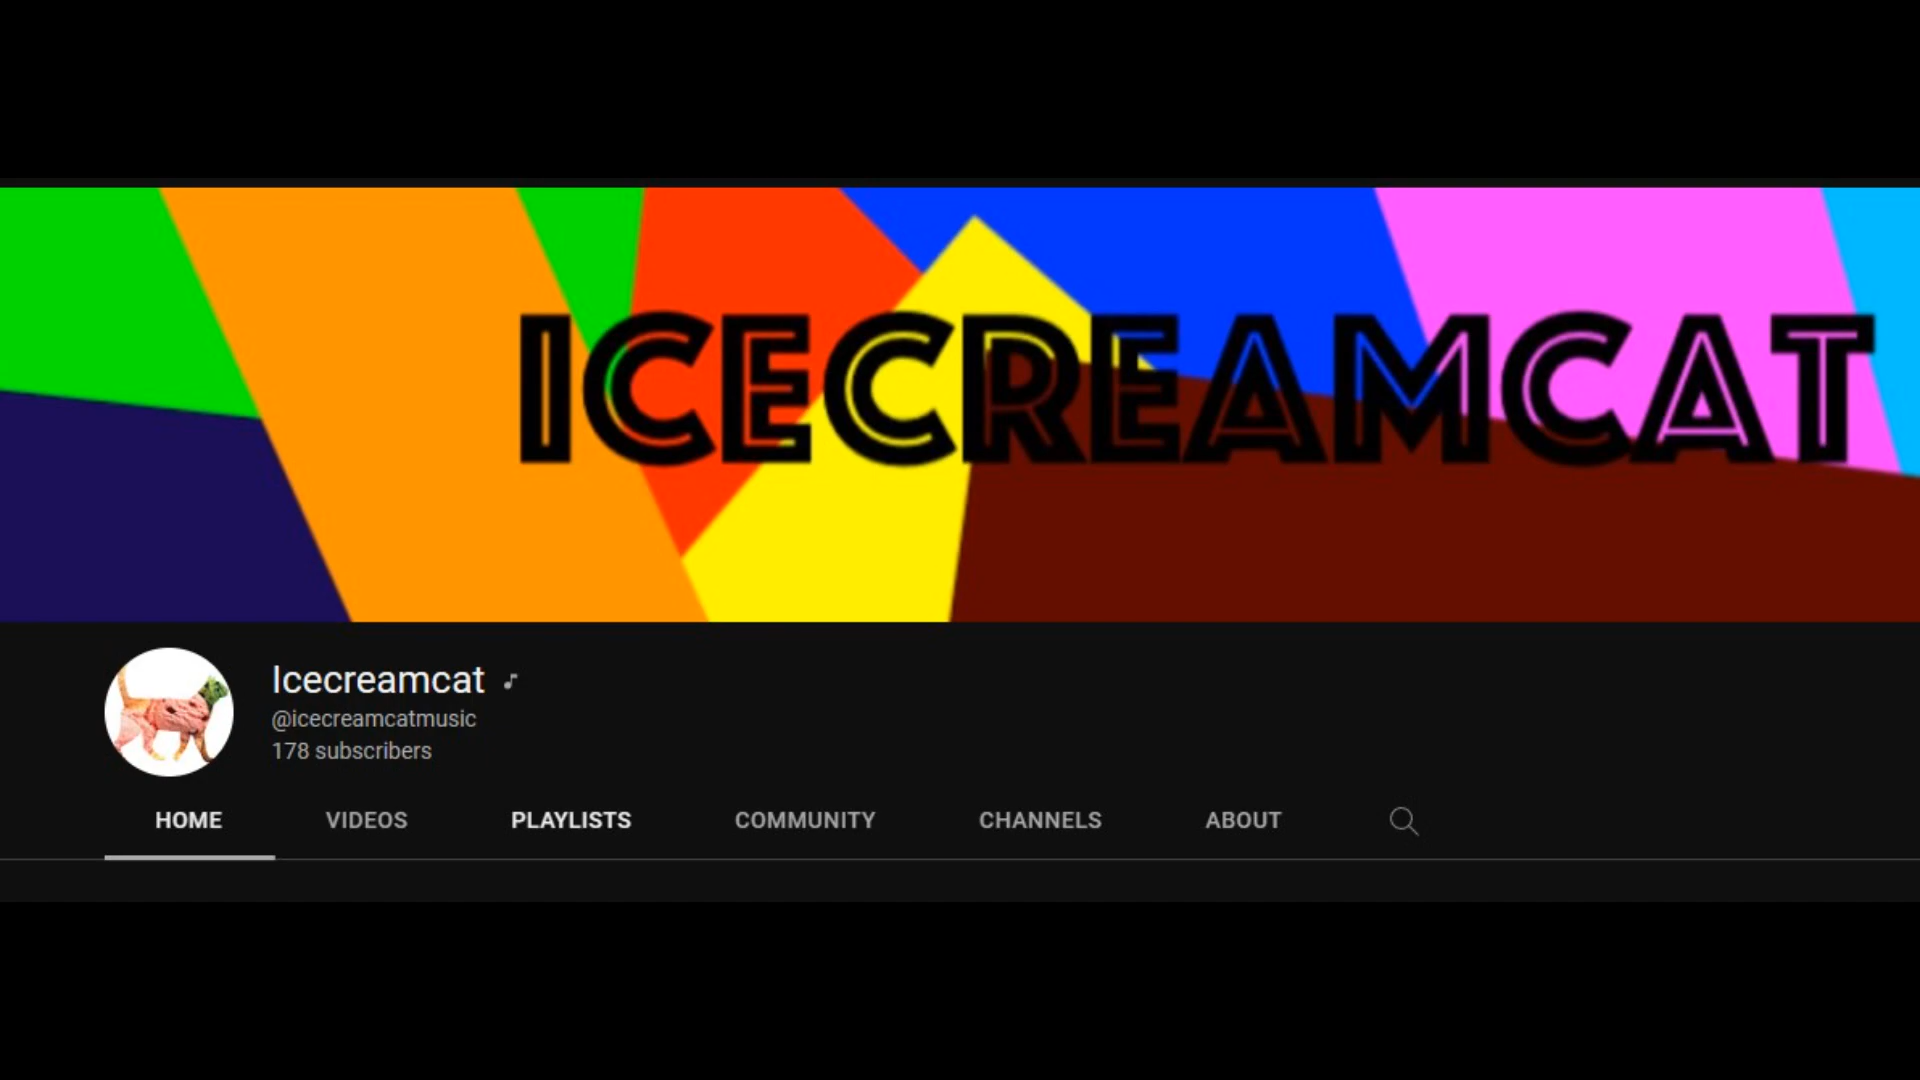 ICECREAMCAT
Icecreamcat
@icecreamcatmusic
178 subscribers
HOME VIDEOS PLAYLISTS COMMUNITY CHANNELS ABOUT